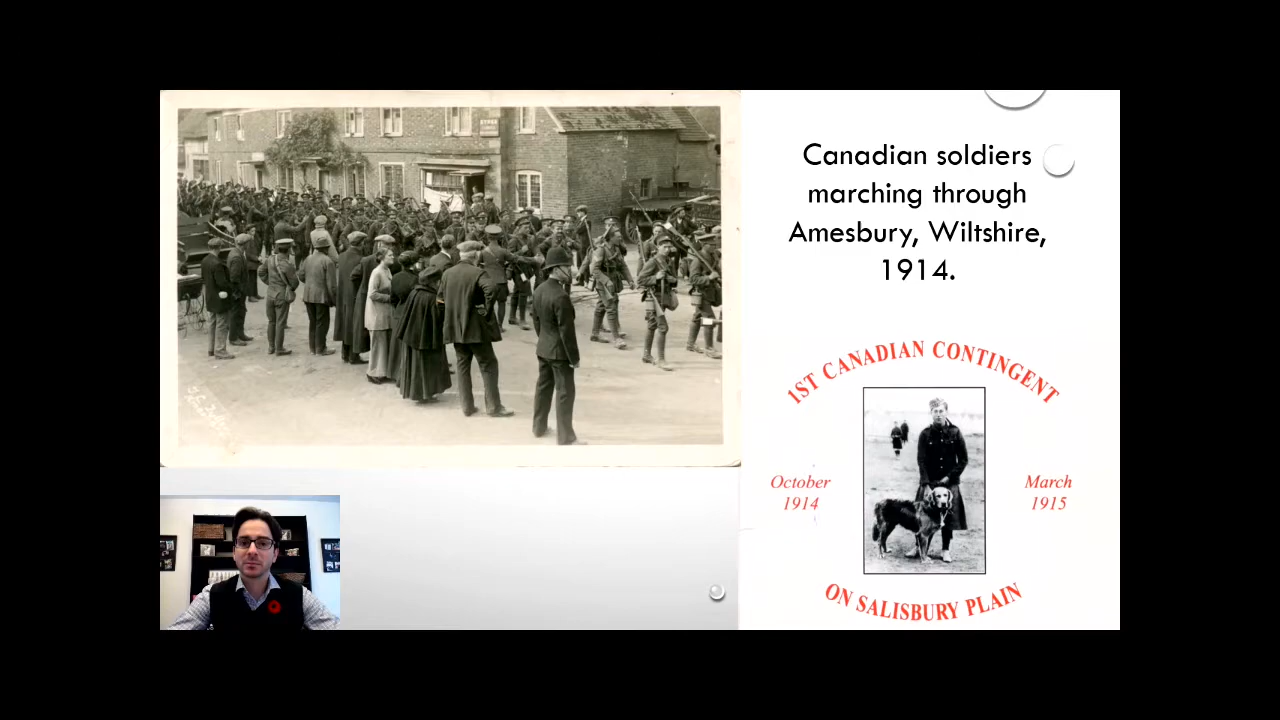 Canadian soldiers
marching through
Amesbury, Wiltshire,
1914.
1ST CANADIAN CONTINGENT
October
1914
March
1915
ON SALISBURY PLAIN